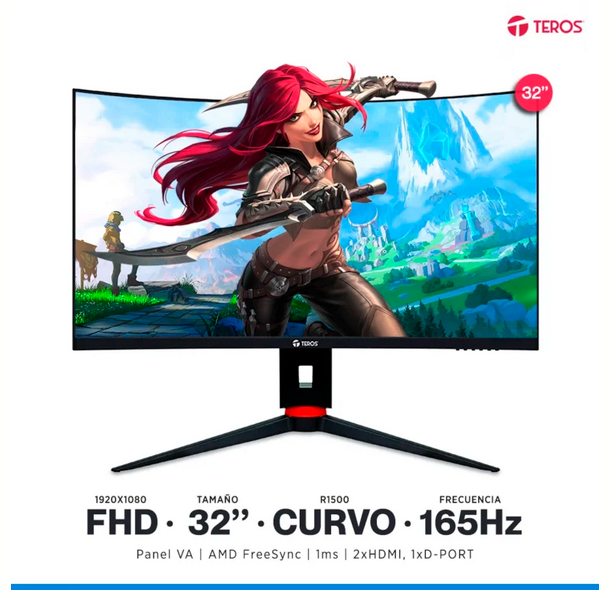 TEROS
32”
TEROS
1920X1080 TAMAÑO R1500 FRECUENCIA
FHD · 32” · CURVO · 165Hz
Panel VA | AMD FreeSync | 1ms | 2xHDMI, 1xD-PORT